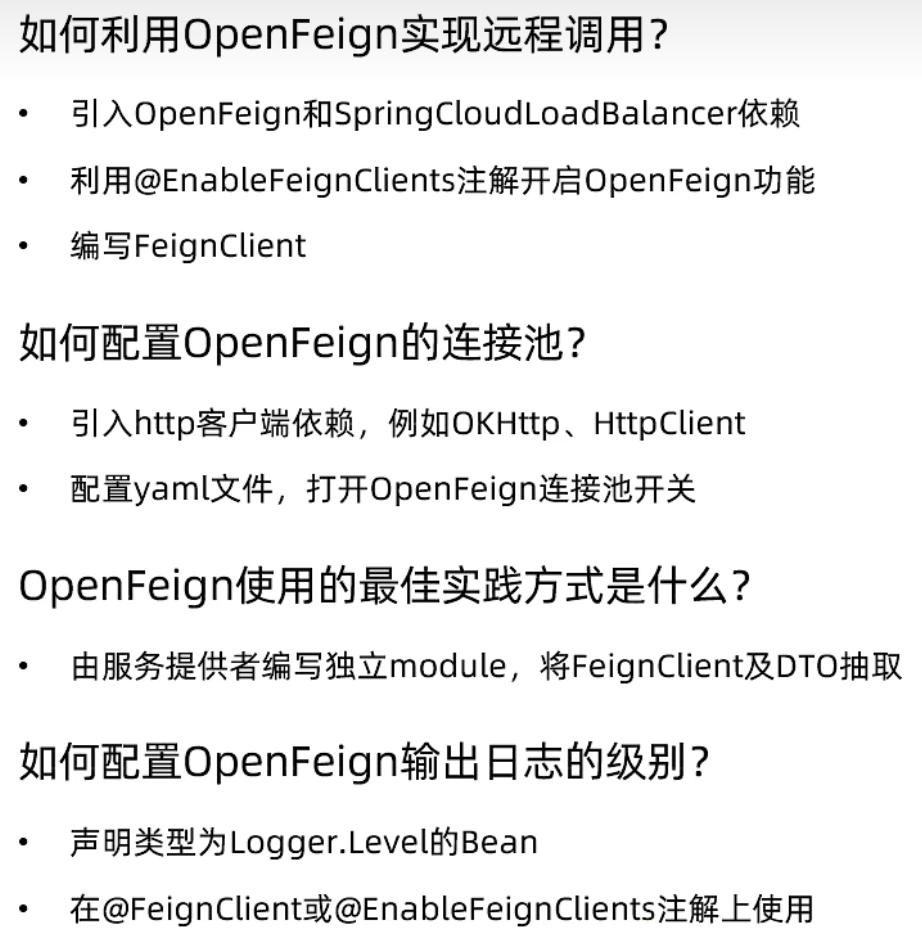 如何利用OpenFeign实现远程调用？
• 引入OpenFeign和SpringCloudLoadBalancer依赖
• 利用@EnableFeignClients注解开启OpenFeign功能
• 编写FeignClient
如何配置OpenFeign的连接池？
• 引入http客户端依赖，例如OKHttp、HttpClient
• 配置yaml文件，打开OpenFeign连接池开关
OpenFeign使用的最佳实践方式是什么？
• 由服务提供者编写独立module，将FeignClient及DTO抽取
如何配置OpenFeign输出日志的级别？
• 声明类型为Logger.Level的Bean
• 在@FeignClient或@EnableFeignClients注解上使用